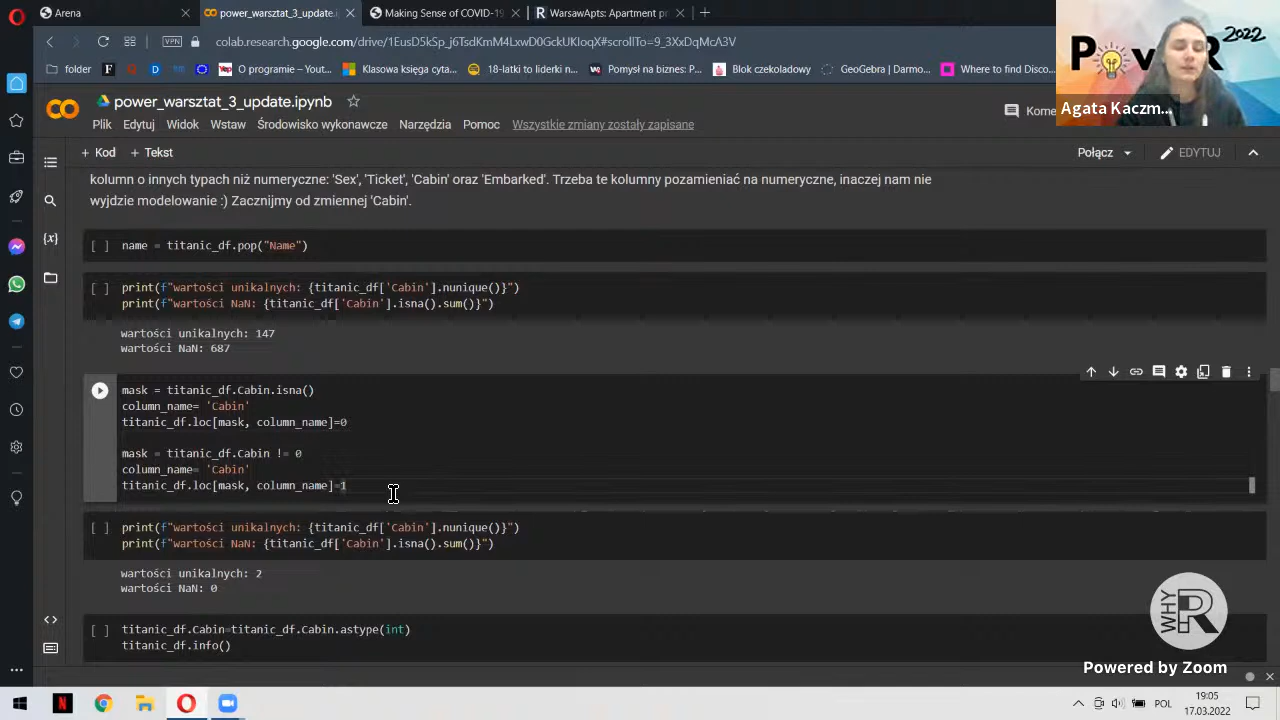 Arena
power_warsztat_3_update.ipynb
Making Sense of COVID-19
R
WarsawApts: Apartment pr
VPN
colab.research.google.com/drive/
folder
O programie – Yout...
Klasowa księga cyta...
18-latki to liderki n...
Pomysł na biznes: P...
Blok czekoladowy
GeoGebra (Darmo...
Where to find Discov
2022
PoveR
Agata Kaczm...
CO
power_warsztat_3_update.ipynb
Plik
Edytuj
Widok
Wstaw
Środowisko wykonawcze
Narzędzia
Pomoc
Wszystkie zmiany zostały zapisane
Kome
+ Kod
+ Tekst
Połącz
EDYTUJ
kolumn o innych typach niż numeryczne: 'Sex', 'Ticket', 'Cabin' oraz 'Embarked'. Trzeba te kolumny pozamieniać na numeryczne, inaczej nam nie
wyjdzie modelowanie :) Zacznijmy od zmiennej 'Cabin'.
[ ] name = titanic_df.pop("Name")
[ ] print(f"wartości unikalnych: {titanic_df['Cabin'].nunique()}")
print(f"wartości NaN: {titanic_df['Cabin'].isna().sum()}")
wartości unikalnych: 147
wartości NaN: 687
mask = titanic_df.Cabin.isna()
column_name= 'Cabin'
titanic_df.loc[mask, column_name]=0
mask = titanic_df.Cabin != 0
column_name= 'Cabin'
titanic_df.loc[mask, column_name]=1
[ ] print(f"wartości unikalnych: {titanic_df['Cabin'].nunique()}")
print(f"wartości NaN: {titanic_df['Cabin'].isna().sum()}")
wartości unikalnych: 2
wartości NaN: 0
[ ] titanic_df.Cabin=titanic_df.Cabin.astype(int)
titanic_df.info()
WHY R
Powered by Zoom
POL
19:05
17.03.2022